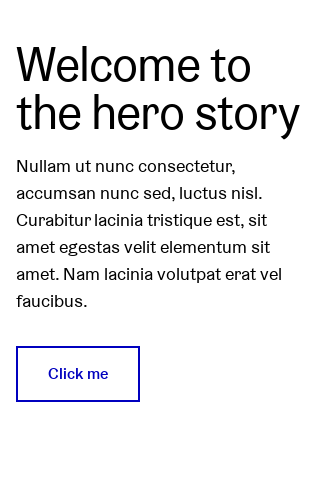 Welcome to
the hero story
Nullam ut nunc consectetur,
accumsan nunc sed, luctus nisl.
Curabitur lacinia tristique est, sit
amet egestas velit elementum sit
amet. Nam lacinia volutpat erat vel
faucibus.
Click me